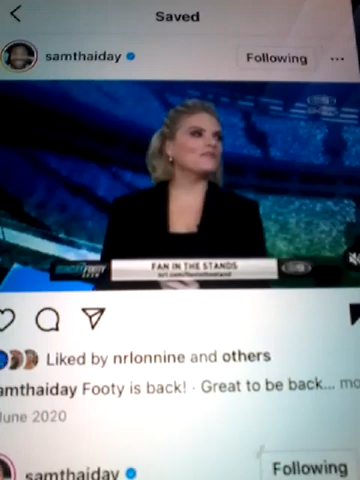 Saved
samthaiday
Following
...
FAN IN THE STANDS
Liked by nrlonnine and others
amthaiday Footy is back! · Great to be back... mo
June 2020
samthaiday
Following